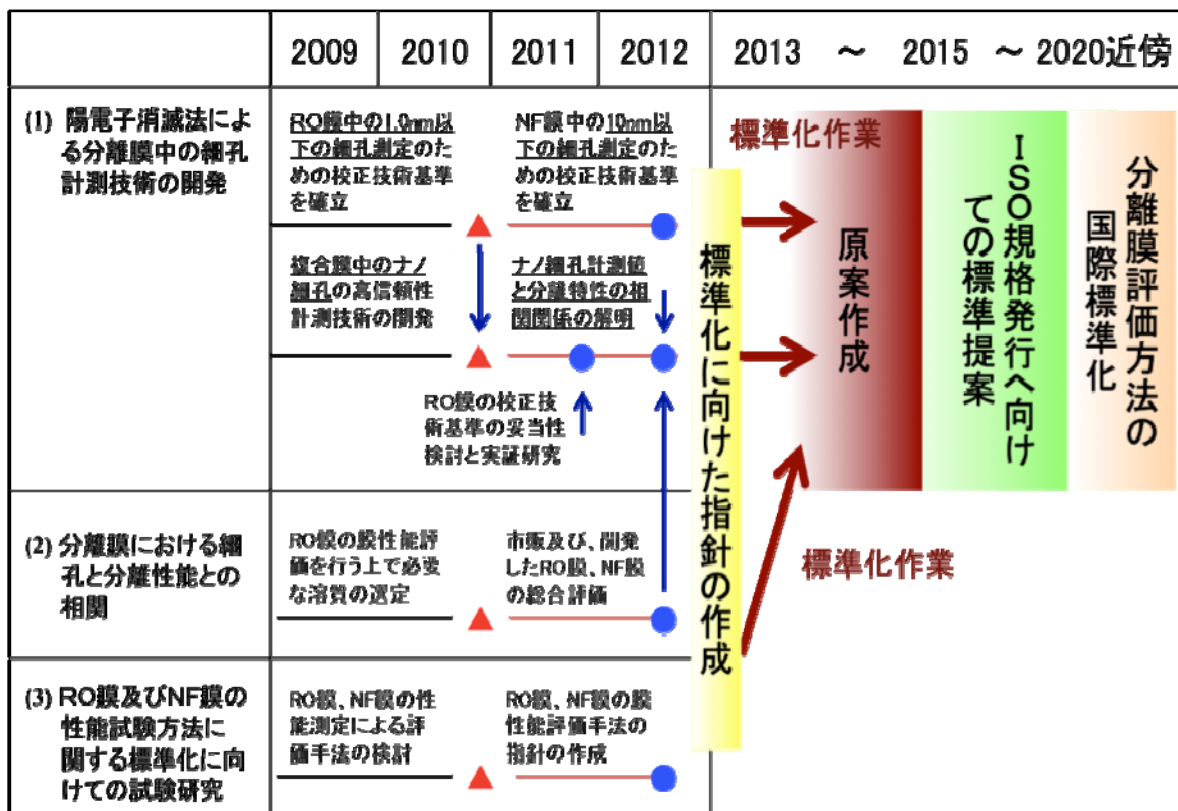 2009 2010 2011 2012 2013 ～ 2015 ～ 2020近傍
(1) 陽電子消滅法によ
る分離膜中の細孔
計測技術の開発
RO膜中の1.0nm以
下の細孔測定のた
めの校正技術基準
を確立
NF膜中の10nm以
下の細孔測定のた
めの校正技術基準
を確立
複合膜中のナノ
細孔の高信頼性
計測技術の開発
ナノ細孔計測値
と分離特性の相
関関係の解明
RO膜の校正技
術基準の妥当性
検討と実証研究
(2) 分離膜における細
孔と分離性能との
相関
RO膜の膜性能評
価を行う上で必要
な溶質の選定
市販及び、開発
したRO膜、NF膜
の総合評価
(3) RO膜及びNF膜の
性能試験方法に
関する標準化に向
けての試験研究
RO膜、NF膜の性
能測定による評
価手法の検討
RO膜、NF膜の膜
性能評価手法の
指針の作成
標準化に向けた指針の作成
標準化作業
原案作成
標準化作業
ISO規格発行へ向け
ての標準提案
分離膜評価方法の
国際標準化